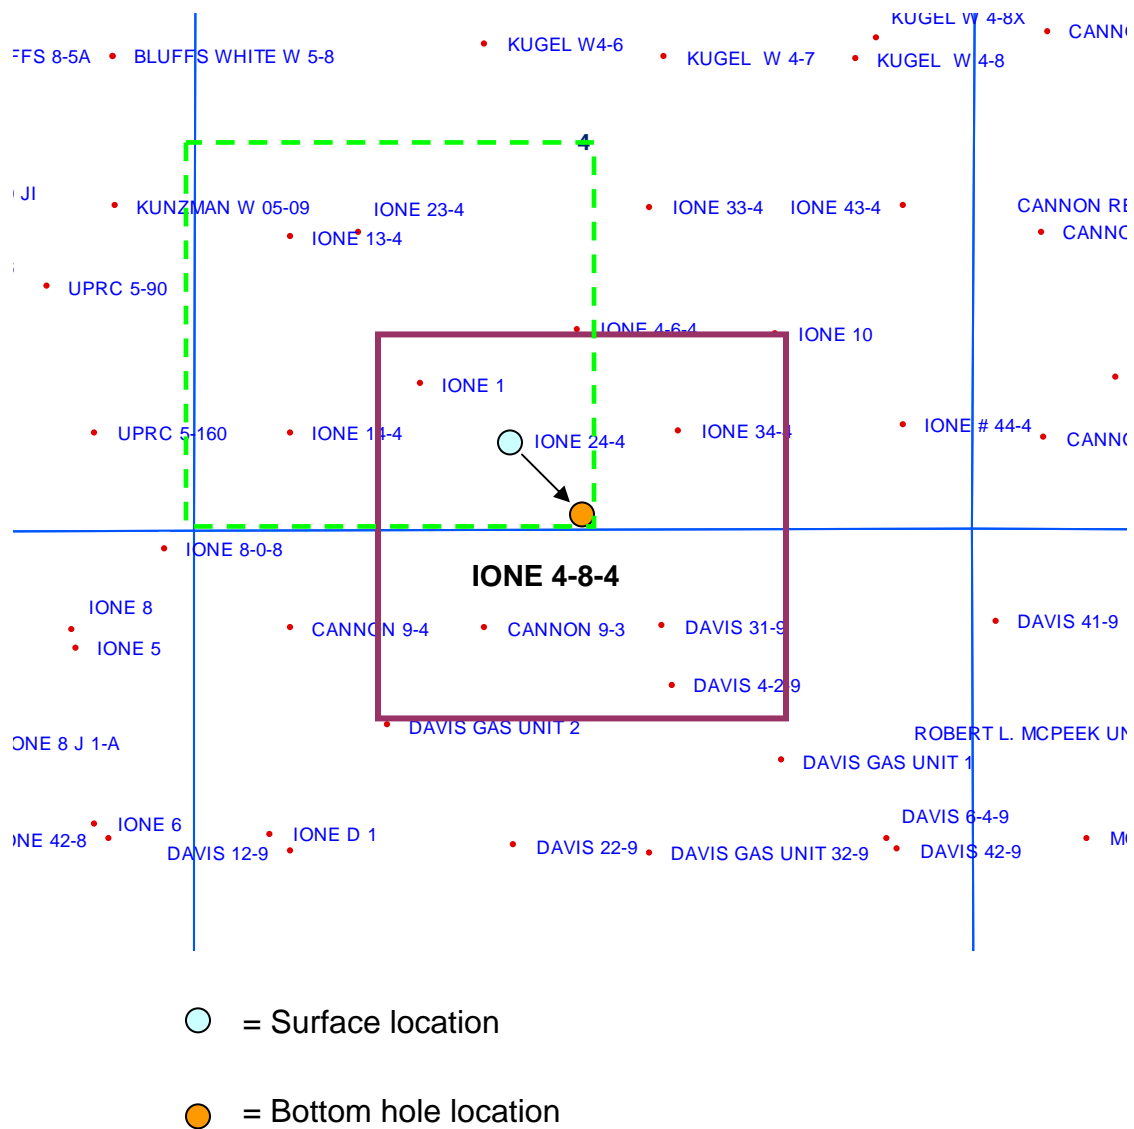 KUGEL W 4-8X
CANN
FFS 8-5A
BLUFFS WHITE W 5-8
KUGEL W4-6
KUGEL W 4-7
KUGEL W 4-8
4
JI
KUNZMAN W 05-09
IONE 23-4
IONE 33-4
IONE 43-4
CANNON RE
IONE 13-4
CANNO
UPRC 5-90
IONE 4-6-4
IONE 10
IONE 1
UPRC 5-160
IONE 14-4
IONE 24-4
IONE 34-4
IONE # 44-4
CANNO
IONE 8-0-8
IONE 4-8-4
IONE 8
CANNON 9-4
CANNON 9-3
DAVIS 31-9
DAVIS 41-9
IONE 5
DAVIS 4-2-9
DAVIS GAS UNIT 2
ROBERT L. MCPEEK UN
ONE 8 J 1-A
DAVIS GAS UNIT 1
DAVIS 6-4-9
IONE 6
IONE D 1
ONE 42-8
DAVIS 12-9
DAVIS 22-9
DAVIS GAS UNIT 32-9
DAVIS 42-9
= Surface location
= Bottom hole location